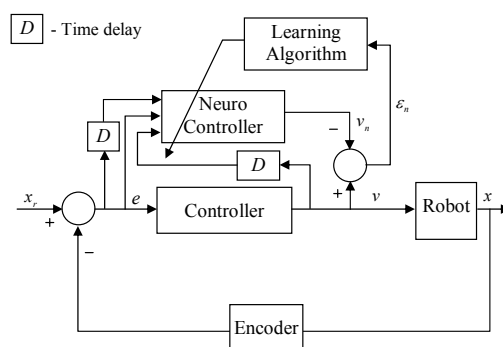 D - Time delay
Learning
Algorithm
Neuro
Controller
ε_n
v_n
−
D
D
+
x_r
+
e
Controller
v
Robot
x
−
Encoder